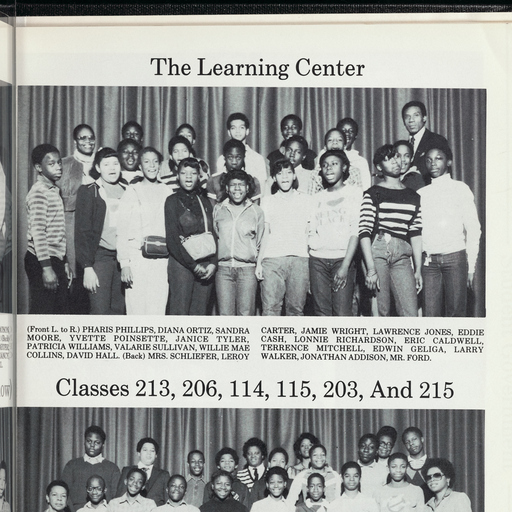 The Learning Center
(Front L. to R.) PHARIS PHILLIPS, DIANA ORTIZ, SANDRA
MOORE, YVETTE POINSETTE, JANICE TYLER,
PATRICIA WILLIAMS, VALARIE SULLIVAN, WILLIE MAE
COLLINS, DAVID HALL. (Back) MRS. SCHLIEFER, LEROY
CARTER, JAMIE WRIGHT, LAWRENCE JONES, EDDIE
CASH, LONNIE RICHARDSON, ERIC CALDWELL,
TERRENCE MITCHELL, EDWIN GELIGA, LARRY
WALKER, JONATHAN ADDISON, MR. FORD.
Classes 213, 206, 114, 115, 203, And 215